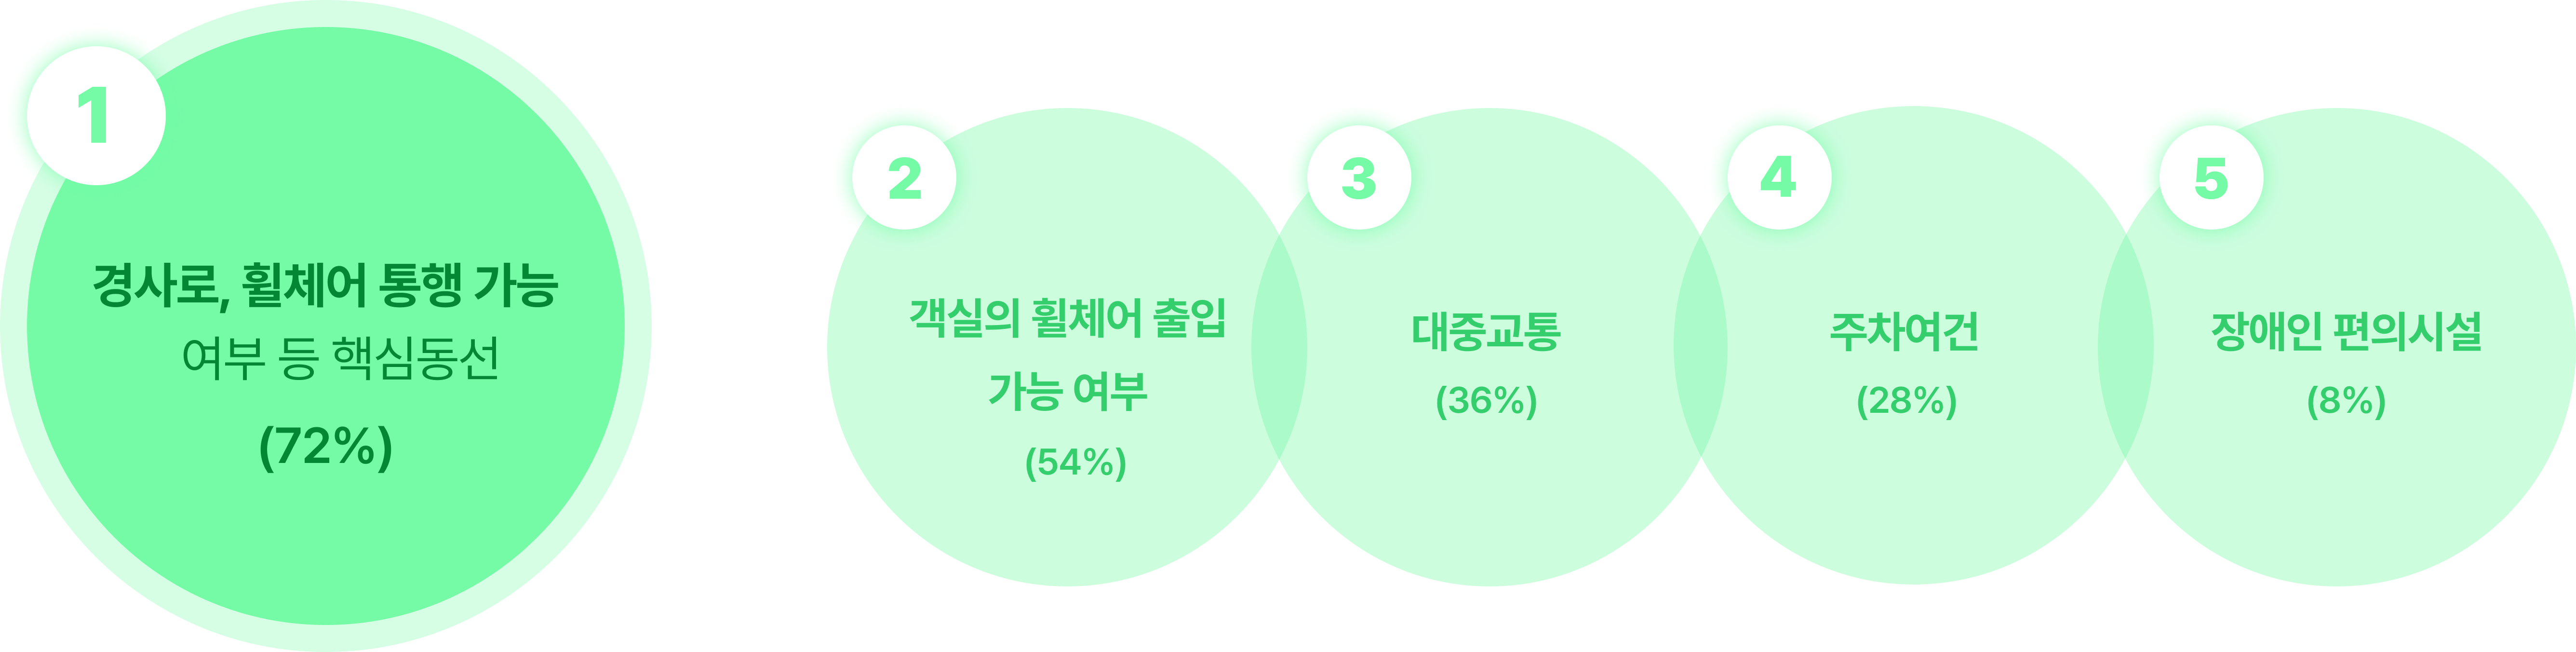 1
경사로, 휠체어 통행 가능
여부 등 핵심동선
(72%)
2
객실의 휠체어 출입
가능 여부
(54%)
3
대중교통
(36%)
4
주차여건
(28%)
5
장애인 편의시설
(8%)